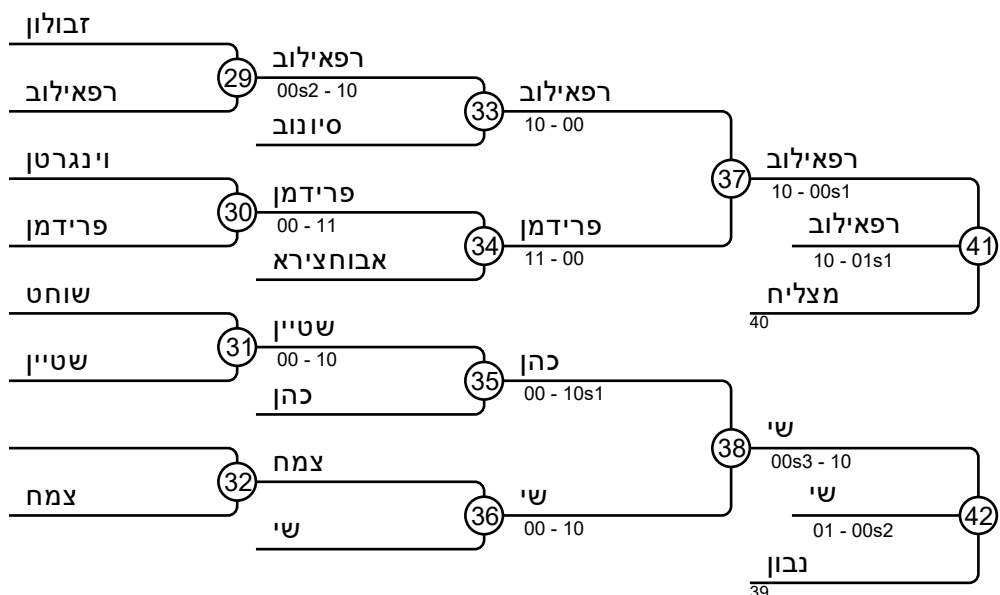 זבולון
רפאילוב
29
רפאילוב
00s2 - 10
סיונוב
33
רפאילוב
10 - 00
וינגרטן
פרידמן
30
פרידמן
00 - 11
אבוחצירא
34
פרידמן
11 - 00
37
רפאילוב
10 - 00s1
רפאילוב
10 - 01s1
41
מצליח
40
שוחט
שטיין
31
שטיין
00 - 10
כהן
35
כהן
00 - 10s1
צמח
32
צמח
שי
36
שי
00 - 10
38
שי
00s3 - 10
שי
01 - 00s2
42
נבון
39